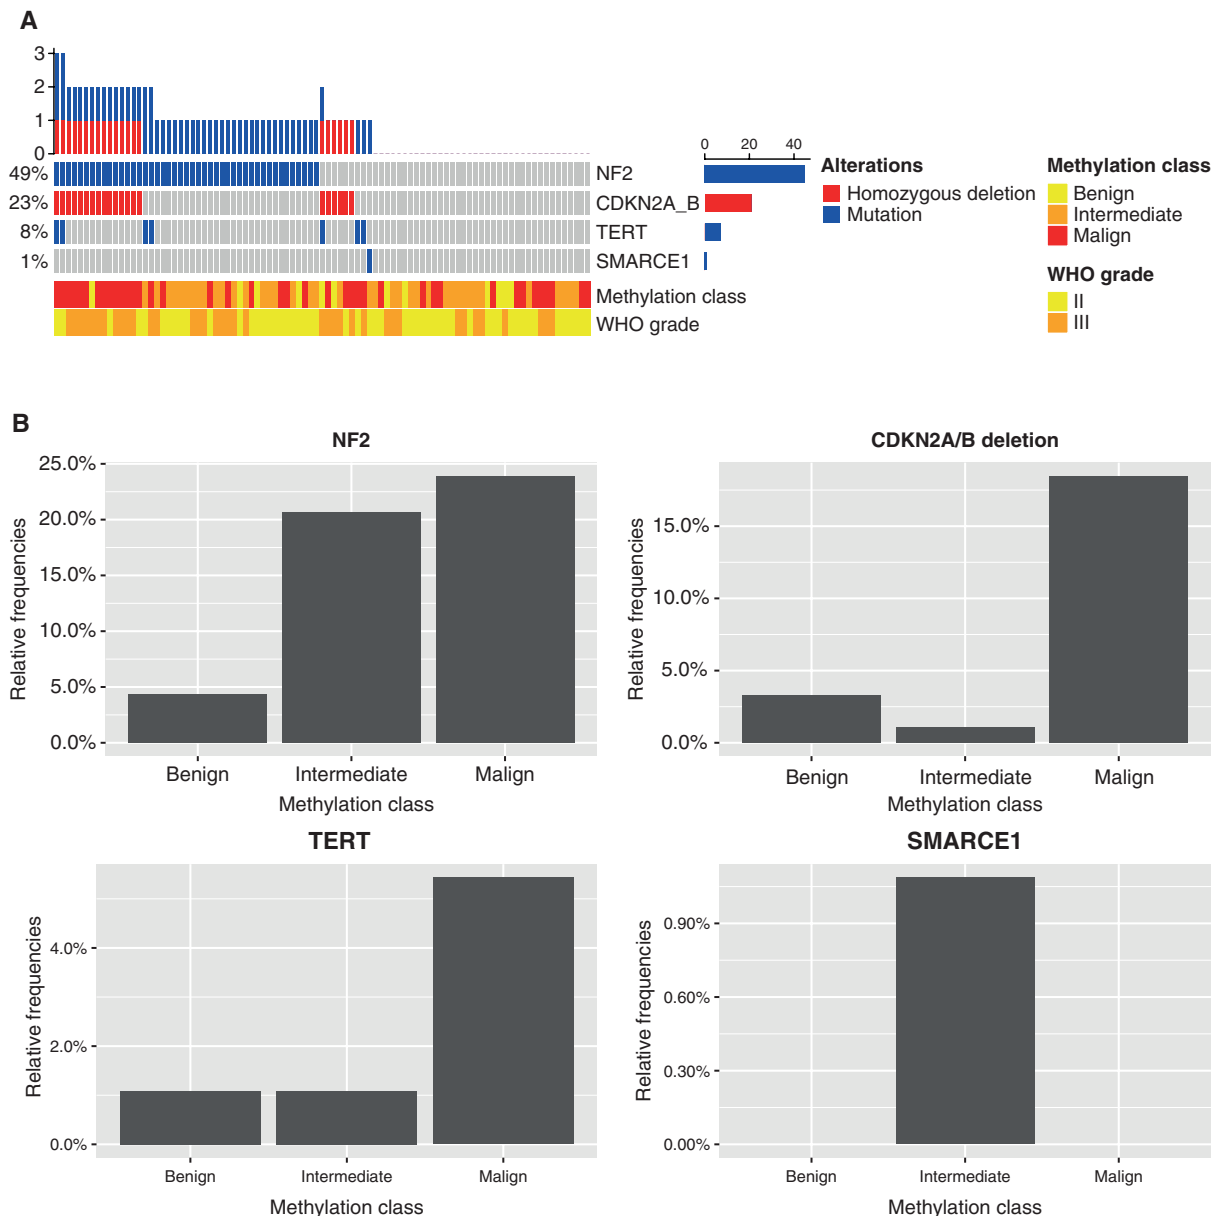 A
3
2
1
0
49%
23%
8%
1%
NF2
CDKN2A_B
TERT
SMARCE1
Methylation class
WHO grade
0 20 40
Alterations
Homozygous deletion
Mutation
Methylation class
Benign
Intermediate
Malign
WHO grade
II
III
B
NF2
Relative frequencies
25.0%
20.0%
15.0%
10.0%
5.0%
0.0%
Benign Intermediate Malign
Methylation class
CDKN2A/B deletion
Relative frequencies
15.0%
10.0%
5.0%
0.0%
Benign Intermediate Malign
Methylation class
TERT
Relative frequencies
4.0%
2.0%
0.0%
Benign Intermediate Malign
Methylation class
SMARCE1
Relative frequencies
0.90%
0.60%
0.30%
0.00%
Benign Intermediate Malign
Methylation class